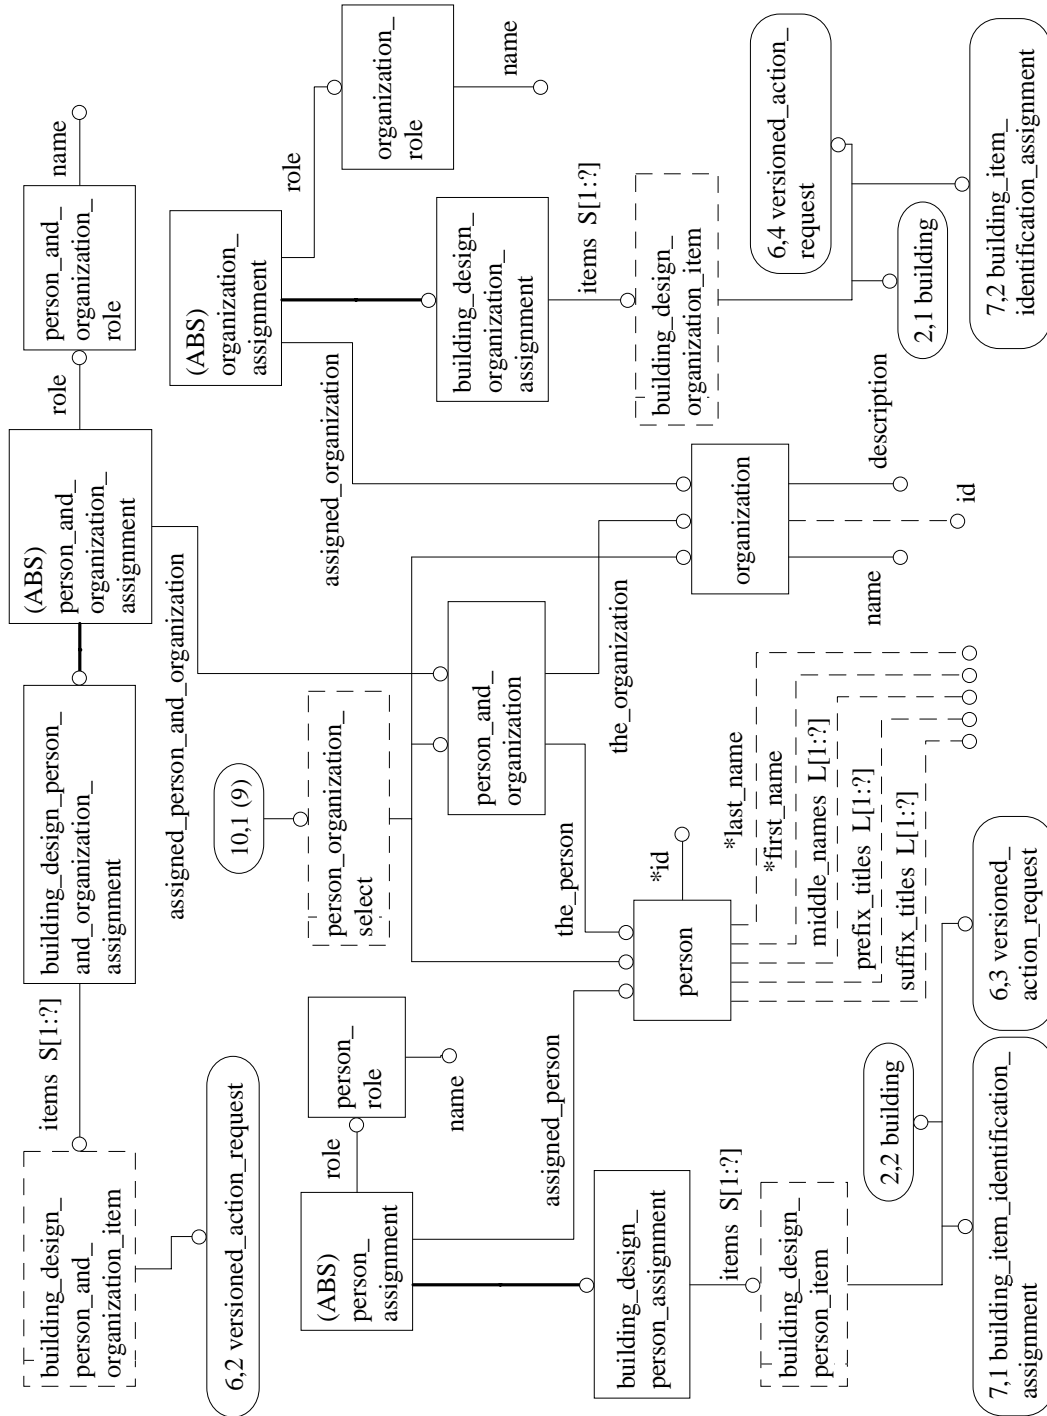 building_design_
person_and_
organization_item
items S[1:?]
building_design_person_
and_organization_
assignment
(ABS)
person_and_
organization_
assignment
role
person_and_
organization_
role
name
6,2 versioned_action_request
assigned_person_and_organization
(ABS)
person_
assignment
role
person_
role
name
10,1 (9)
person_organization_
select
assigned_organization
(ABS)
organization_
assignment
role
organization_
role
name
person_and_
organization
building_design_
organization_
assignment
items S[1:?]
building_design_
organization_item
assigned_person
the_person
the_organization
building_design_
person_assignment
items S[1:?]
building_design_
person_item
person
*id
organization
name
id
description
*last_name
*first_name
middle_names L[1:?]
prefix_titles L[1:?]
suffix_titles L[1:?]
6,4 versioned_action_
request
2,1 building
7,2 building_item_
identification_assignment
2,2 building
6,3 versioned_
action_request
7,1 building_item_identification_
assignment